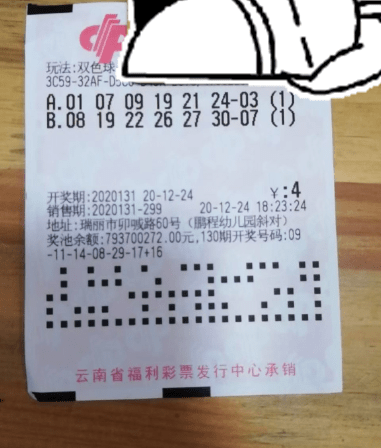 玩法:双色球
3C59-32AF-D
A.01 07 09 19 21 24-03 (1)
B.08 19 22 26 27 30-07 (1)
开奖期:2020131 20-12-24 ¥:4
销售期:2020131-299 20-12-24 18:23:24
地址:瑞丽市卯喊路60号(鹏程幼儿园斜对)
奖池余额:793700272.00元,130期开奖号码:09
-11-14-08-29-17+16
云南省福利彩票发行中心承销